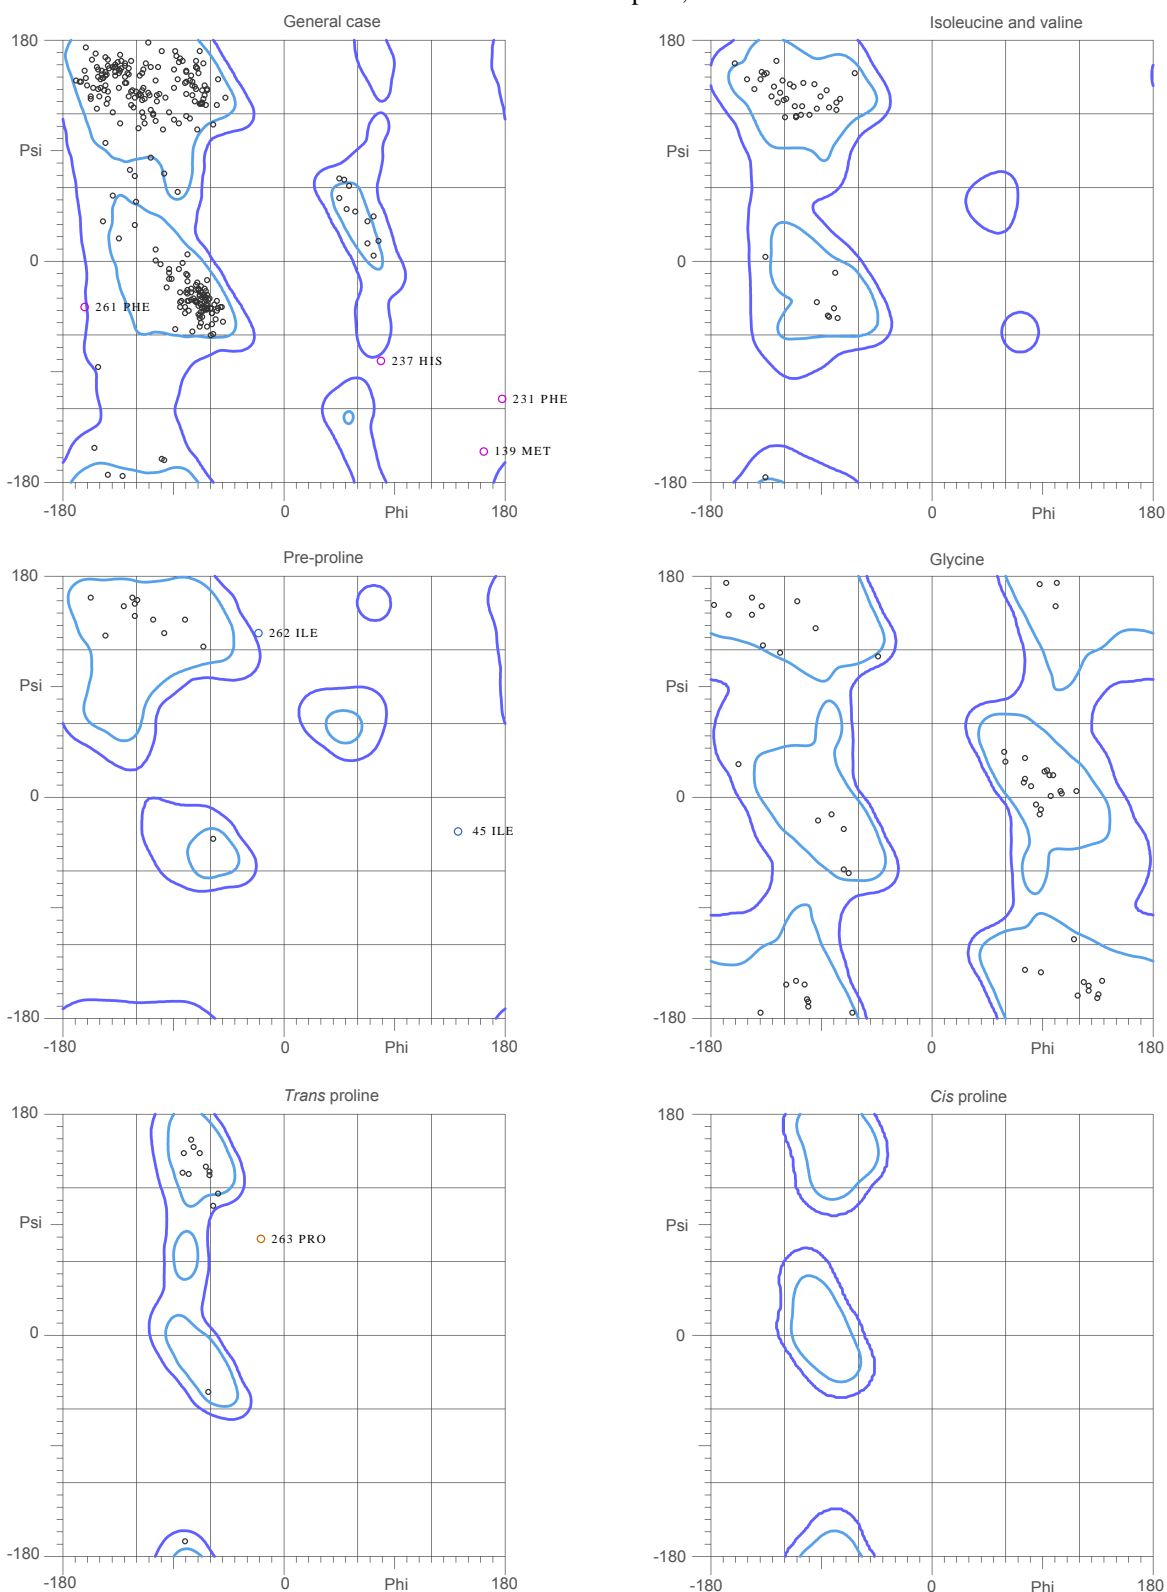 General case
Isoleucine and valine
180
Psi
0
-180
-180
0
Phi
180
261 PHE
237 HIS
231 PHE
139 MET
180
Psi
0
-180
-180
0
Phi
180
Pre-proline
Glycine
180
Psi
0
-180
-180
0
Phi
180
262 ILE
45 ILE
180
Psi
0
-180
-180
0
Phi
180
Trans proline
Cis proline
180
Psi
0
-180
-180
0
Phi
180
263 PRO
180
Psi
0
-180
-180
0
Phi
180